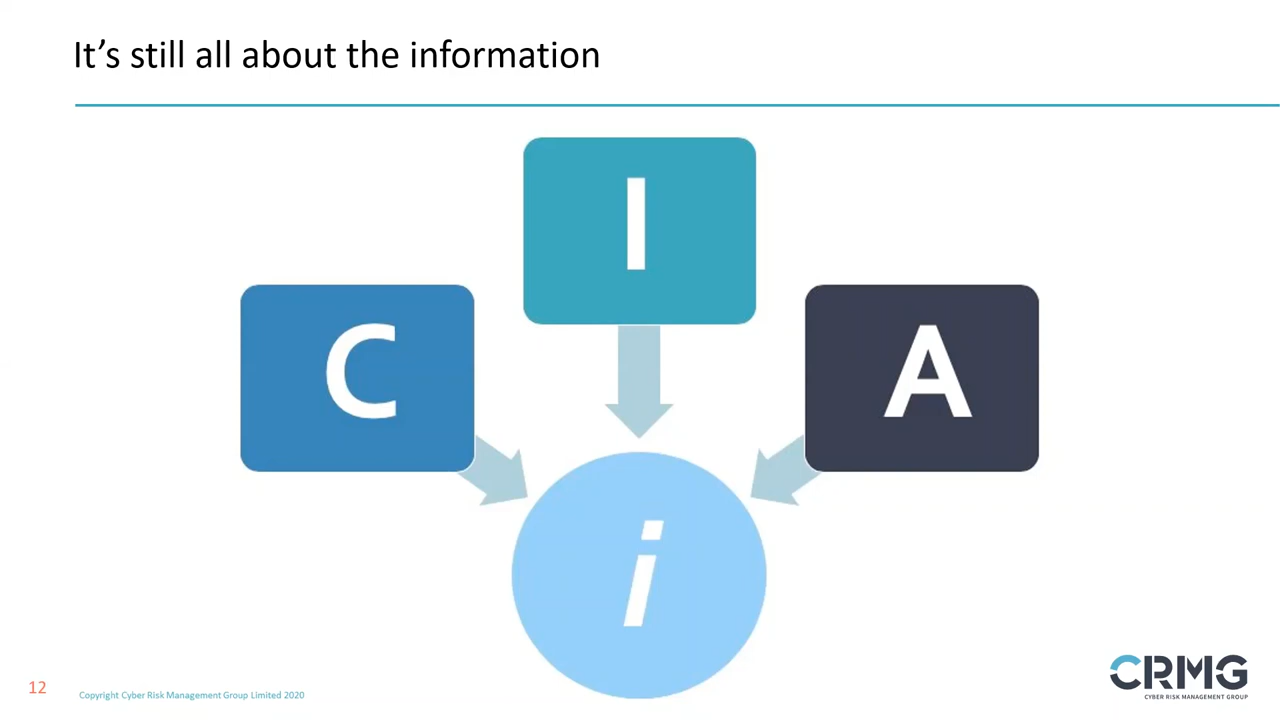 It's still all about the information
I
C
A
i
12
Copyright Cyber Risk Management Group Limited 2020
CRMG
CYBER RISK MANAGEMENT GROUP